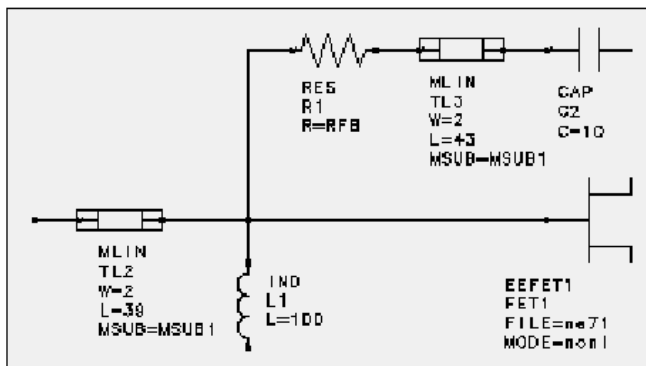 RES
R1
R=RFB
MLIN
TL3
W=2
L=43
MSUB=MSUB1
CAP
C2
C=10
MLIN
TL2
W=2
L=39
MSUB=MSUB1
IND
L1
L=100
EEFET1
FET1
FILE=ne71
MODE=nonl